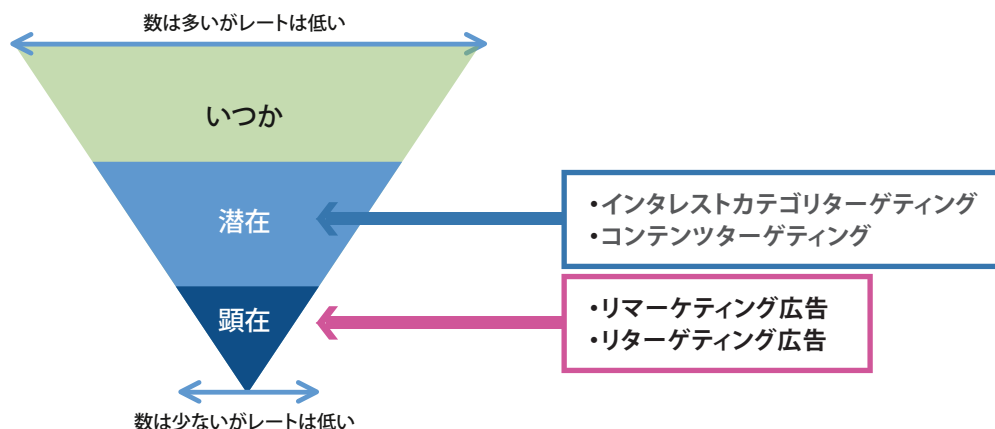 数は多いがレートは低い
いつか
潜在
・インタレストカテゴリターゲティング
・コンテンツターゲティング
顕在
・リマーケティング広告
・リターゲティング広告
数は少ないがレートは低い